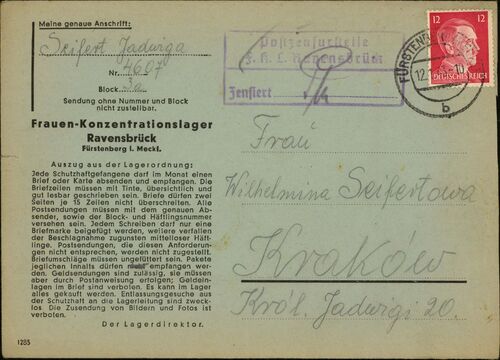 Meine genaue Anschrift:
Seifert Jadwiga
Nr. 4607
Block
Sendung ohne Nummer und Block
nicht zustellbar.
Frauen-Konzentrationslager
Ravensbrück
Fürstenberg i. Meckl.
Auszug aus der Lagerordnung:
Jede Schutzhaftgefangene darf im Monat einen
Brief oder Karte absenden und empfangen. Die
Briefzeilen müssen mit Tinte, übersichtlich und
gut lesbar geschrieben sein. Briefe dürfen zwei
Seiten je 15 Zeilen nicht überschreiten. Alle
Postsendungen müssen mit dem genauen Ab-
sender, sowie der Block- und Häftlingsnummer
versehen sein. Jedem Schreiben darf nur eine
Briefmarke beigefügt werden, weitere verfallen
der Beschlagnahme zugunsten mittelloser Häft-
linge. Postsendungen, die diesen Anforderun-
gen nicht entsprechen, werden nicht zugestellt.
Briefumschläge müssen ungefüttert sein. Pakete
jeglichen Inhalts dürfen empfangen wer-
den. Geldsendungen sind zulässig, sie müssen
aber durch Postanweisung erfolgen; Geldeln-
lagen im Brief sind verboten. Es kann im Lager
alles gekauft werden. Entlassungsgesuche aus
der Schutzhaft an die Lagerleitung sind zweck-
los. Die Zusendung von Bildern und Fotos ist
verboten.
Der Lagerdirektor.
1285
Postzensurstelle
F. K. L. Ravensbrück
Zensiert
FÜRSTENB
12
b
12 12
DEUTSCHES REICH
Frau
Wilhelmina Seifertowa
Kraków
Król. Jadwigi 20.